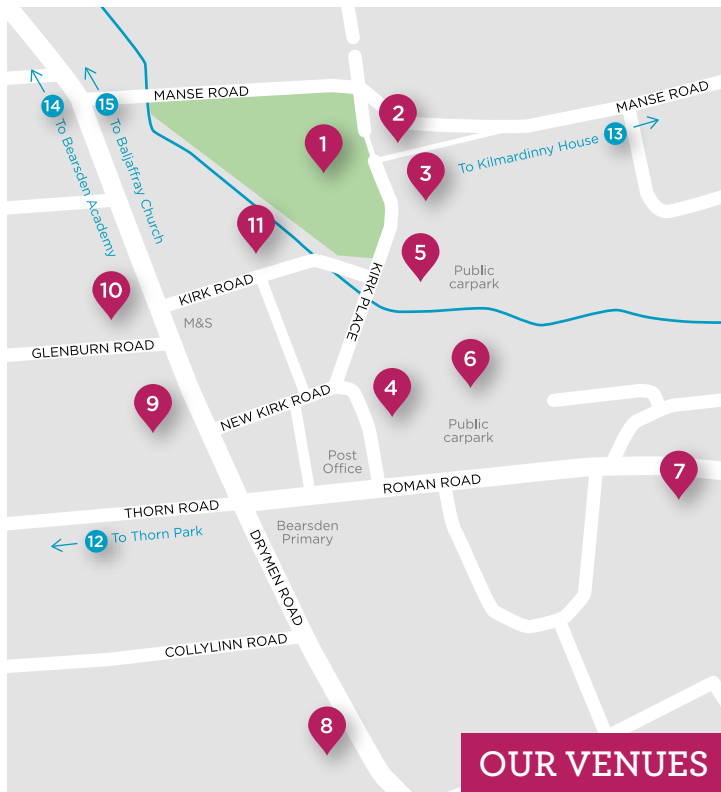 MANSE ROAD
MANSE ROAD
14
To Bearsden Academy
15
To Baljaffray Church
2
13
To Kilmardinny House
1
3
11
5
Public
carpark
KIRK ROAD
KIRK PLACE
10
M&S
GLENBURN ROAD
6
Public
carpark
4
9
NEW KIRK ROAD
Post
Office
7
ROMAN ROAD
THORN ROAD
12
To Thorn Park
Bearsden
Primary
DRYMEN ROAD
COLLYLINN ROAD
8
OUR VENUES